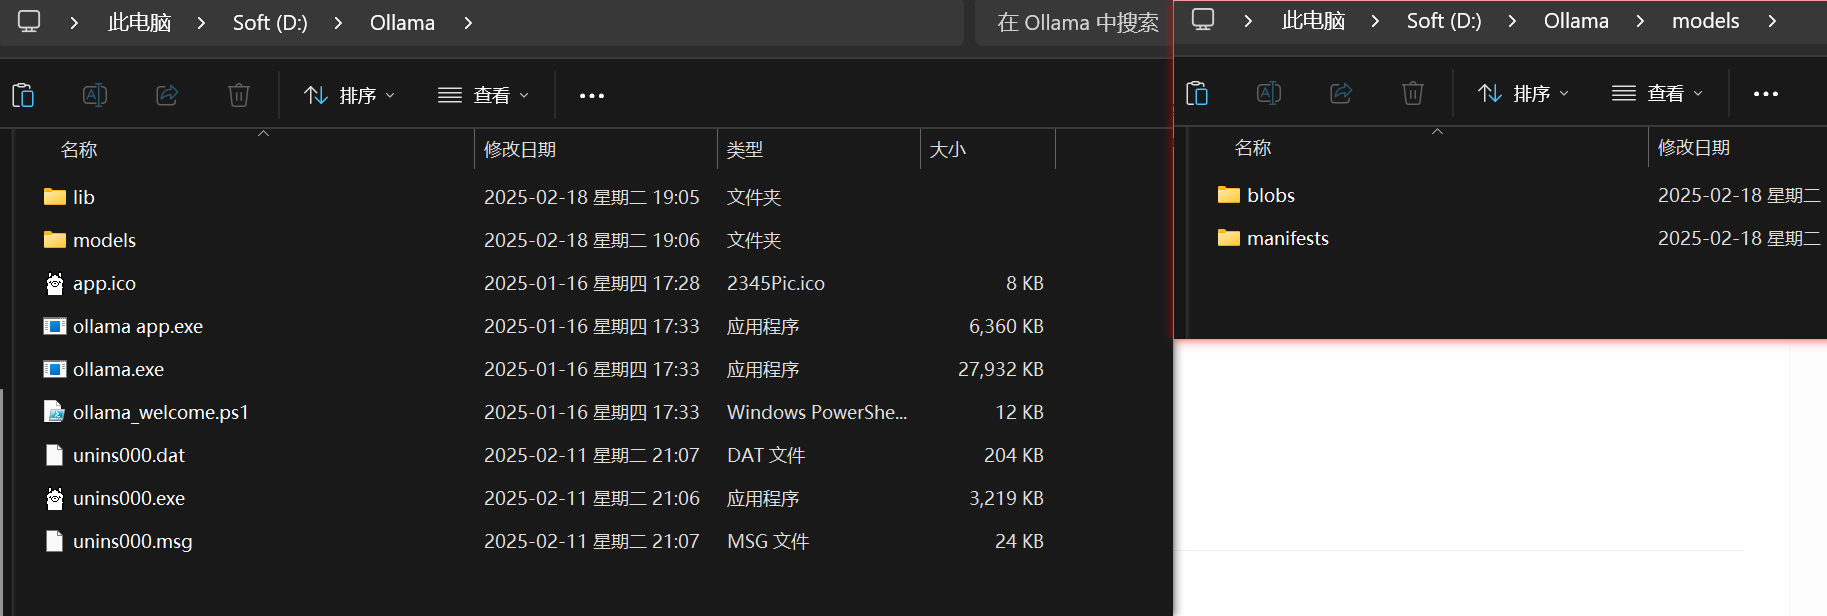 此电脑 > Soft (D:) > Ollama >
在 Ollama 中搜索
排序 查看 ...
名称 修改日期 类型 大小
lib 2025-02-18 星期二 19:05 文件夹
models 2025-02-18 星期二 19:06 文件夹
app.ico 2025-01-16 星期四 17:28 2345Pic.ico 8 KB
ollama app.exe 2025-01-16 星期四 17:33 应用程序 6,360 KB
ollama.exe 2025-01-16 星期四 17:33 应用程序 27,932 KB
ollama_welcome.ps1 2025-01-16 星期四 17:33 Windows PowerShe... 12 KB
unins000.dat 2025-02-11 星期二 21:07 DAT 文件 204 KB
unins000.exe 2025-02-11 星期二 21:06 应用程序 3,219 KB
unins000.msg 2025-02-11 星期二 21:07 MSG 文件 24 KB
此电脑 > Soft (D:) > Ollama > models >
排序 查看 ...
名称 修改日期
blobs 2025-02-18 星期二
manifests 2025-02-18 星期二